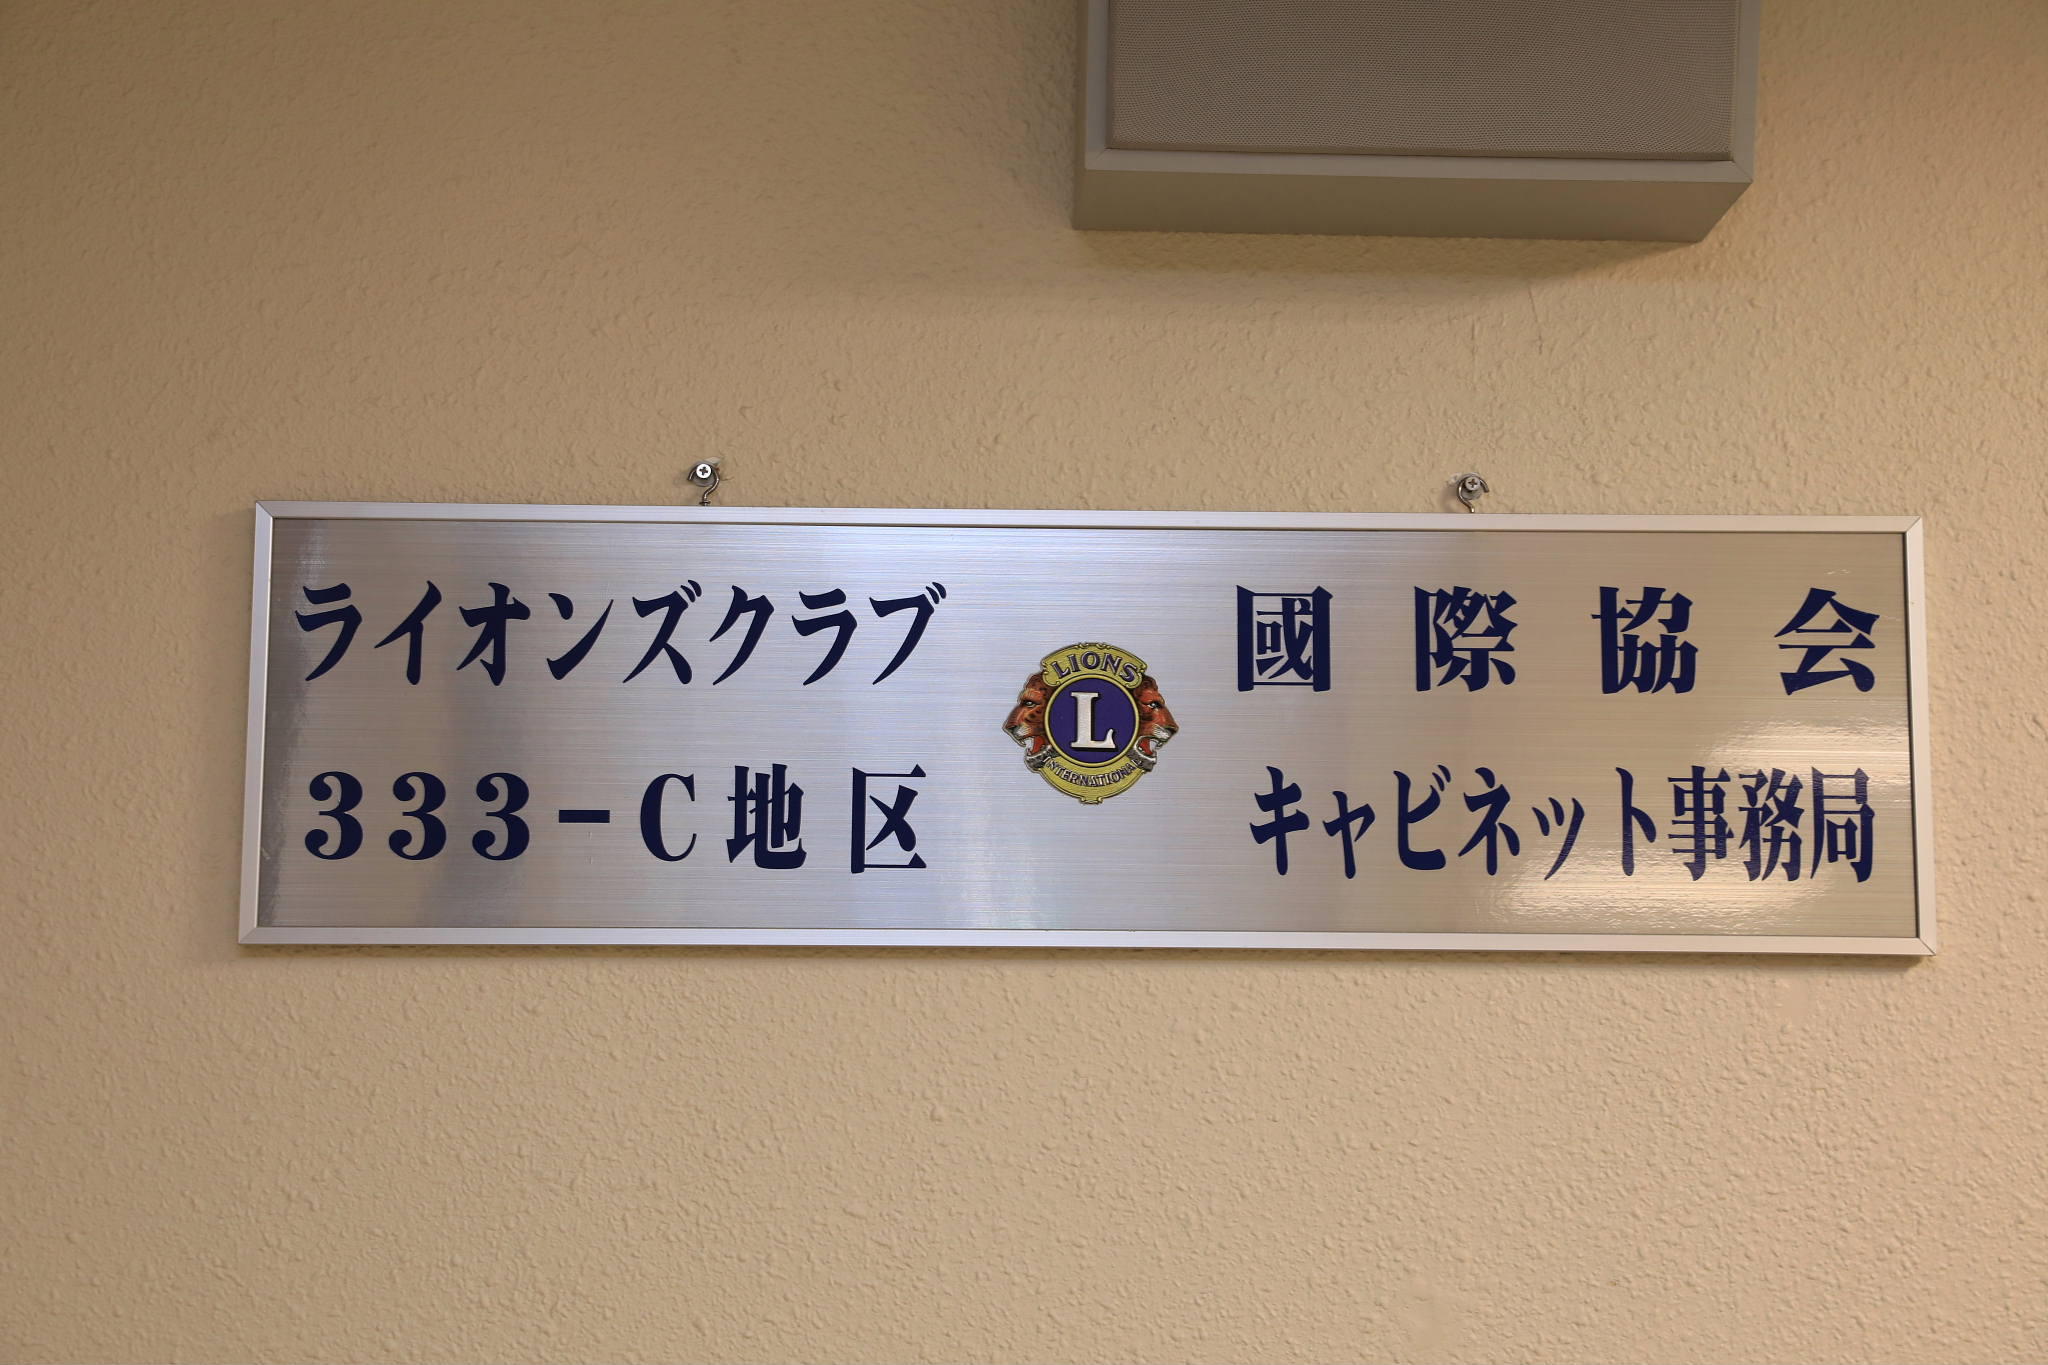 ライオンズクラブ 國際協会
LIONS
L
INTERNATIONAL
333-C地区 キャビネット事務局